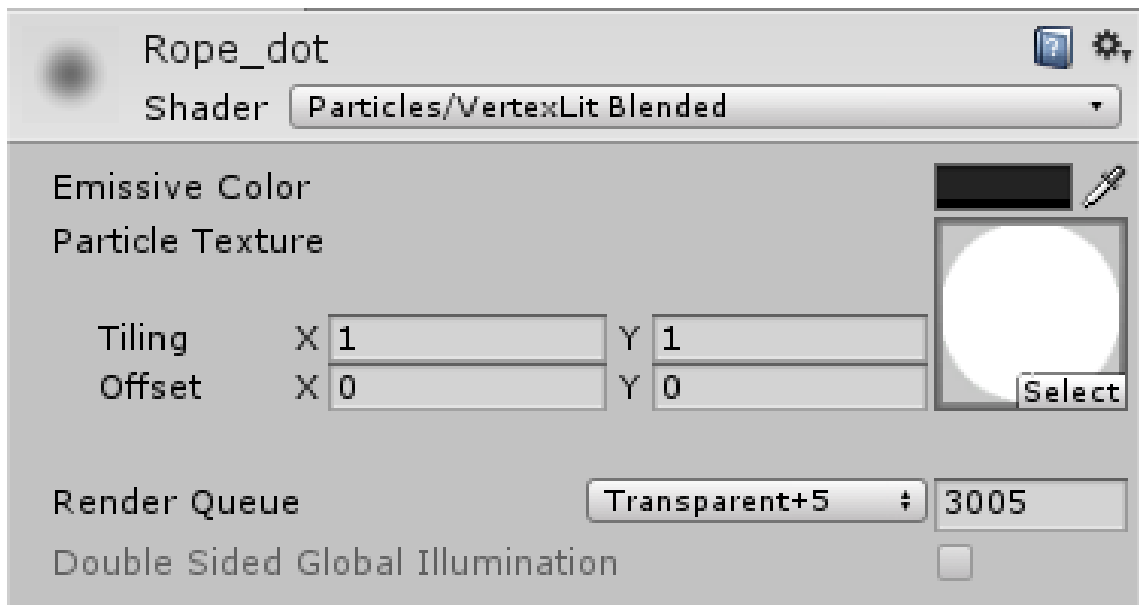 Rope_dot
Shader Particles/VertexLit Blended
Emissive Color
Particle Texture
Tiling X 1 Y 1
Offset X 0 Y 0
Select
Render Queue Transparent+5 3005
Double Sided Global Illumination